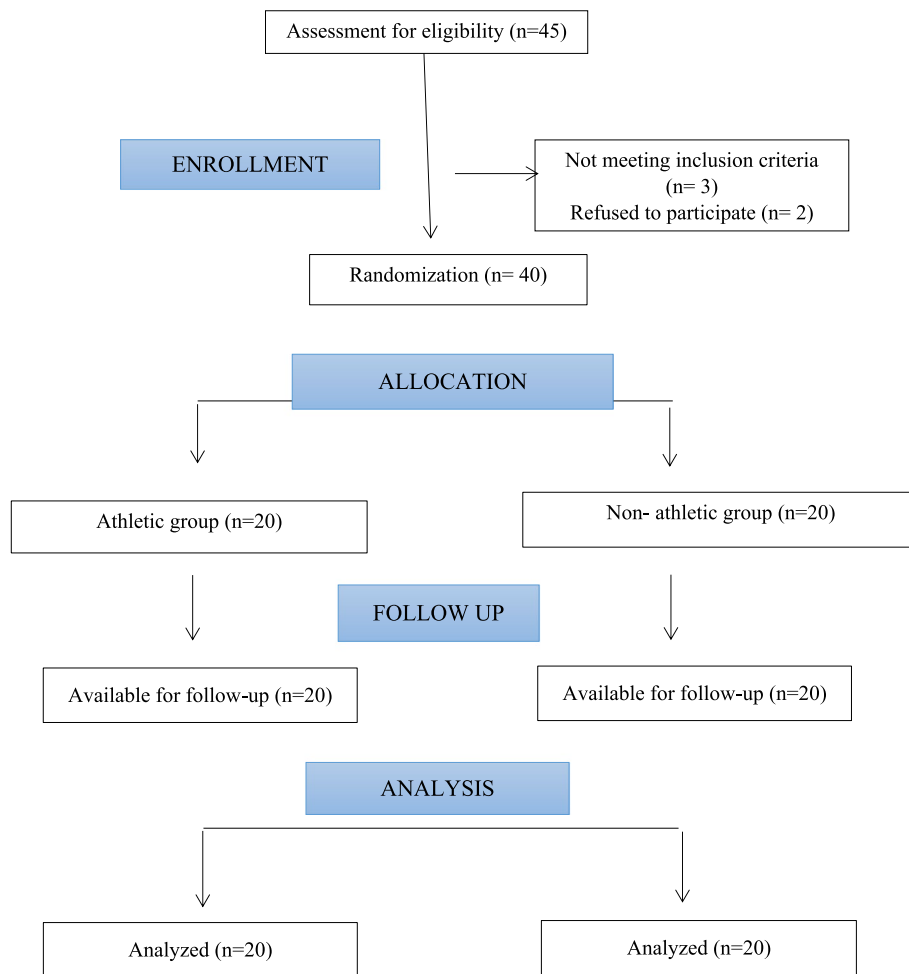 Assessment for eligibility (n=45)
ENROLLMENT
Not meeting inclusion criteria
(n= 3)
Refused to participate (n= 2)
Randomization (n= 40)
ALLOCATION
Athletic group (n=20)
Non- athletic group (n=20)
FOLLOW UP
Available for follow-up (n=20)
Available for follow-up (n=20)
ANALYSIS
Analyzed (n=20)
Analyzed (n=20)